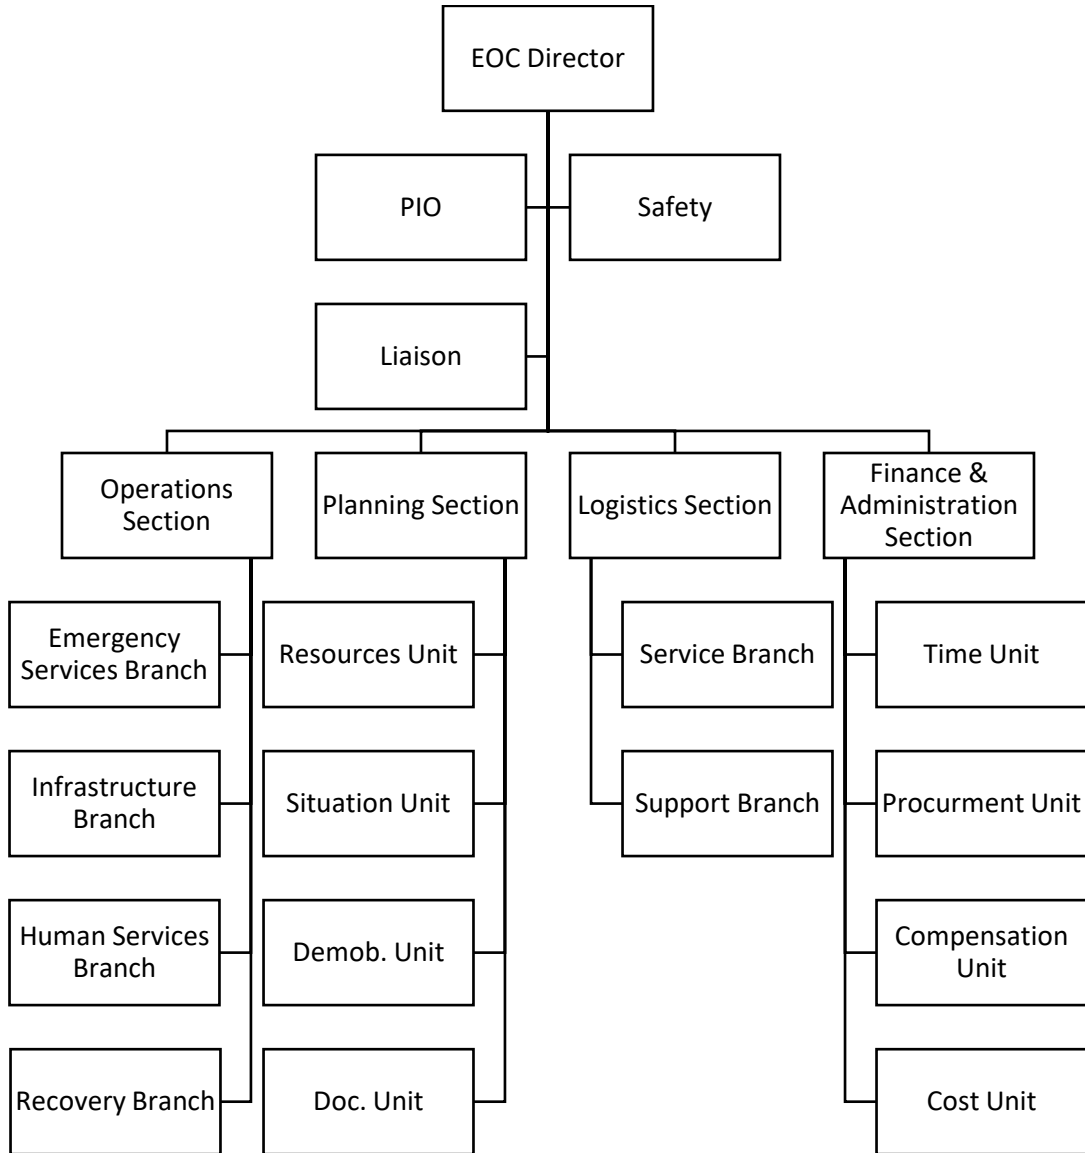 EOC Director
PIO
Safety
Liaison
Operations
Section
Planning Section
Logistics Section
Finance &
Administration
Section
Emergency
Services Branch
Resources Unit
Service Branch
Time Unit
Infrastructure
Branch
Situation Unit
Support Branch
Procurment Unit
Human Services
Branch
Demob. Unit
Compensation
Unit
Recovery Branch
Doc. Unit
Cost Unit